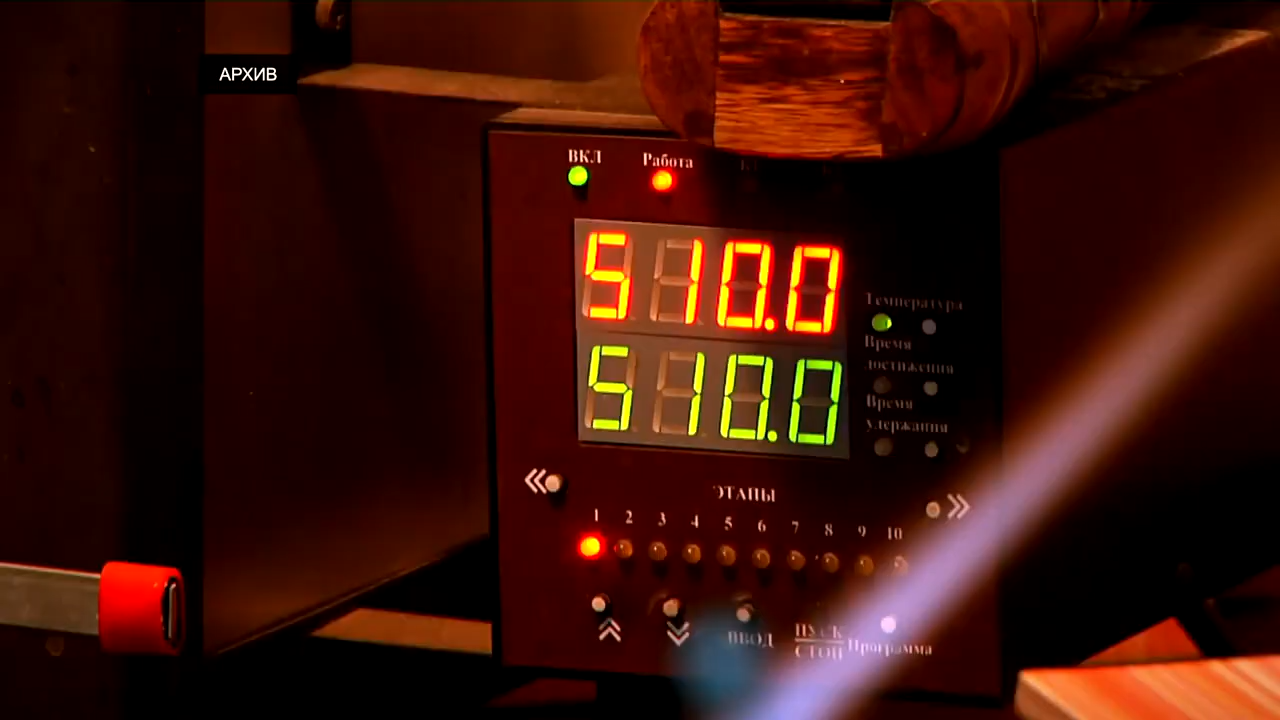 АРХИВ
ВКЛ Работа
510.0
510.0
Температура
Время
достижения
Время
удержания
ЭТАПЫ
1 2 3 4 5 6 7 8 9 10
ВВОД
ПУСК
СТОП
Программа